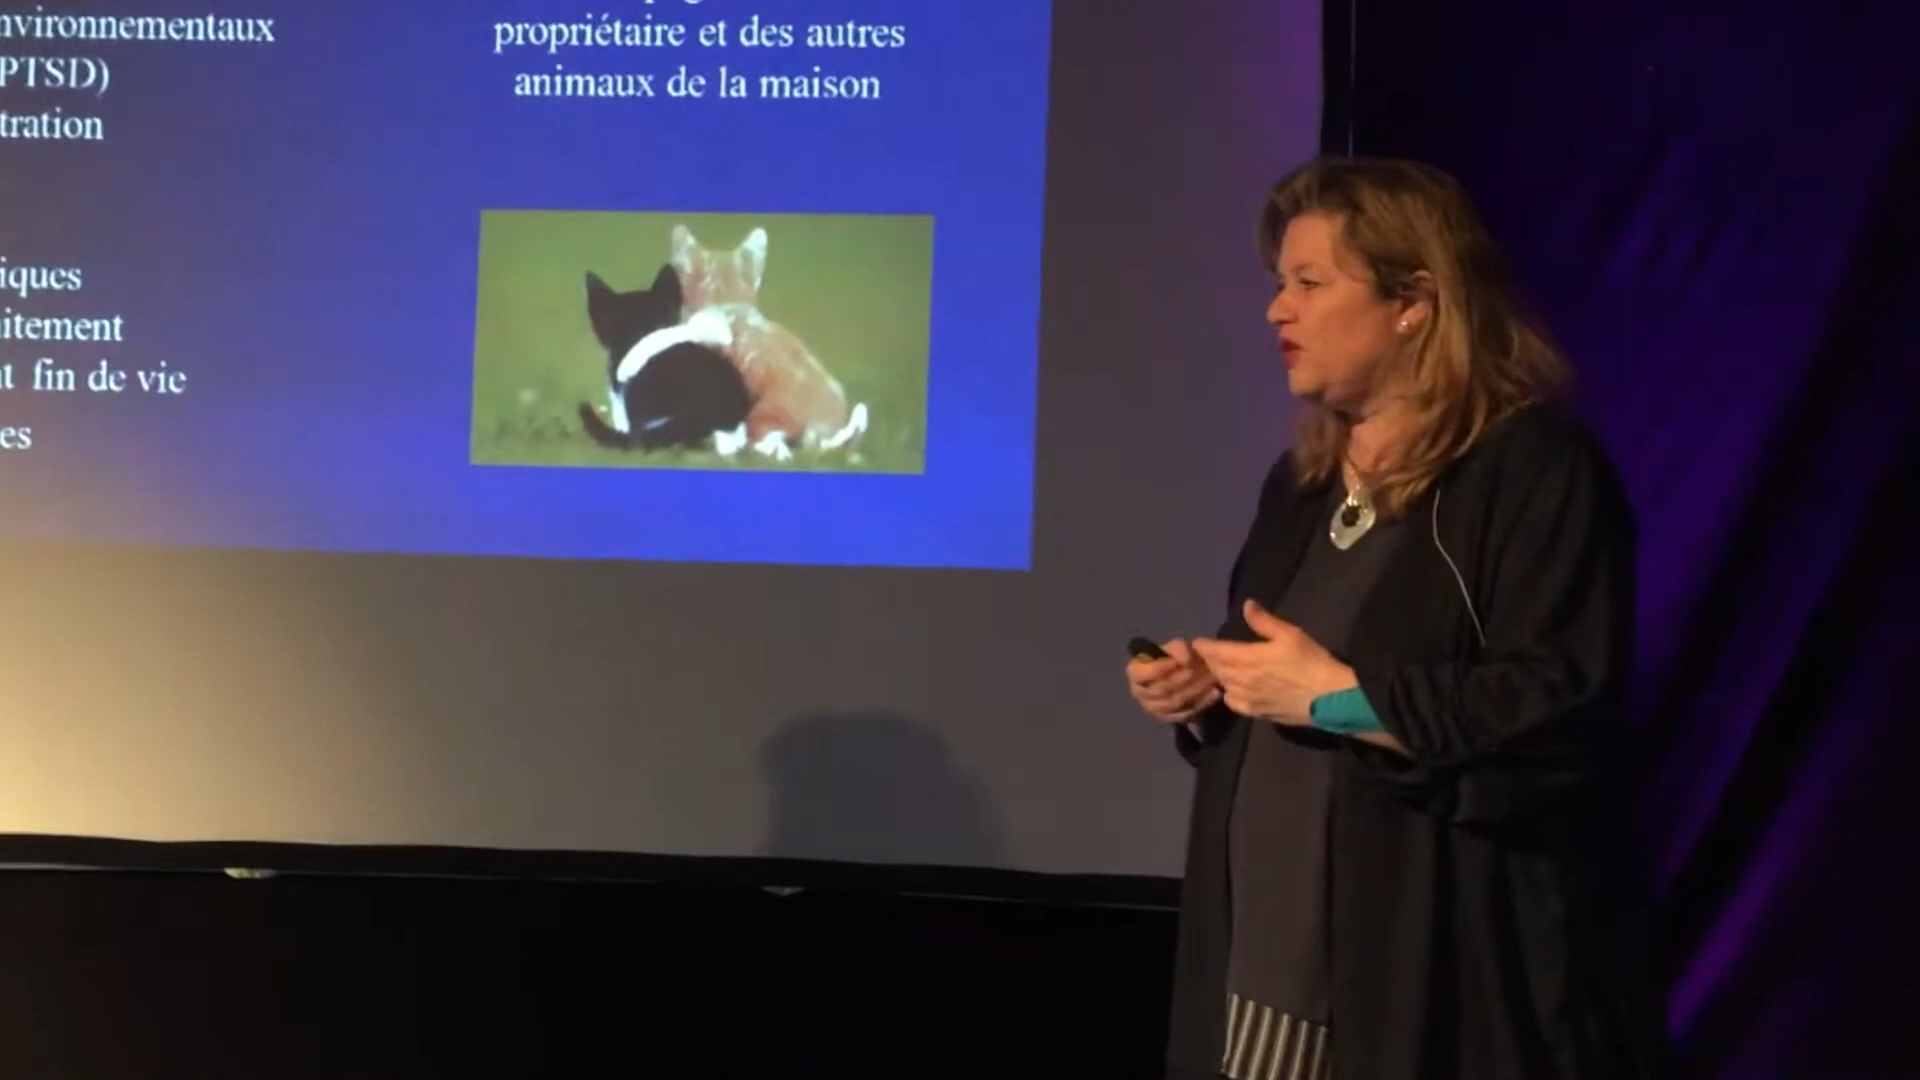 nvironnementaux
PTSD)
tration
iques
itement
t fin de vie
es
propriétaire et des autres
animaux de la maison